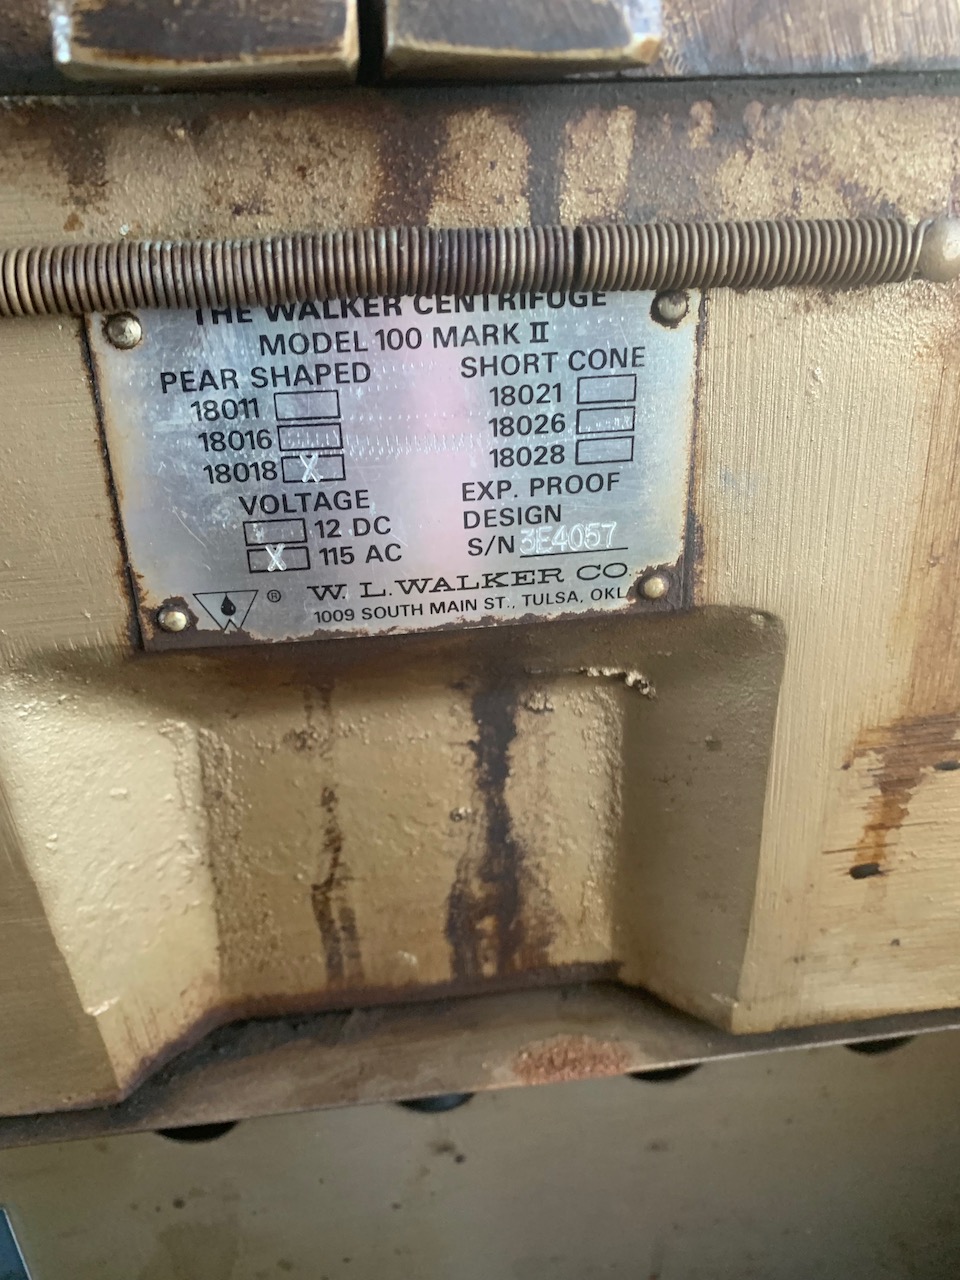 THE WALKER CENTRIFUGE
MODEL 100 MARK II
PEAR SHAPED
18011
18016
18018 X
SHORT CONE
18021
18026
18028
VOLTAGE
12 DC
X 115 AC
EXP. PROOF
DESIGN
S/N 3E4057
® W. L. WALKER CO.
1009 SOUTH MAIN ST., TULSA, OKL